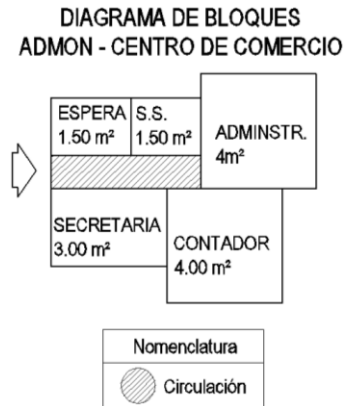 DIAGRAMA DE BLOQUES
ADMON - CENTRO DE COMERCIO
ESPERA
1.50 m²
S.S.
1.50 m²
ADMINSTR.
4m²
SECRETARIA
3.00 m²
CONTADOR
4.00 m²
Nomenclatura
Circulación